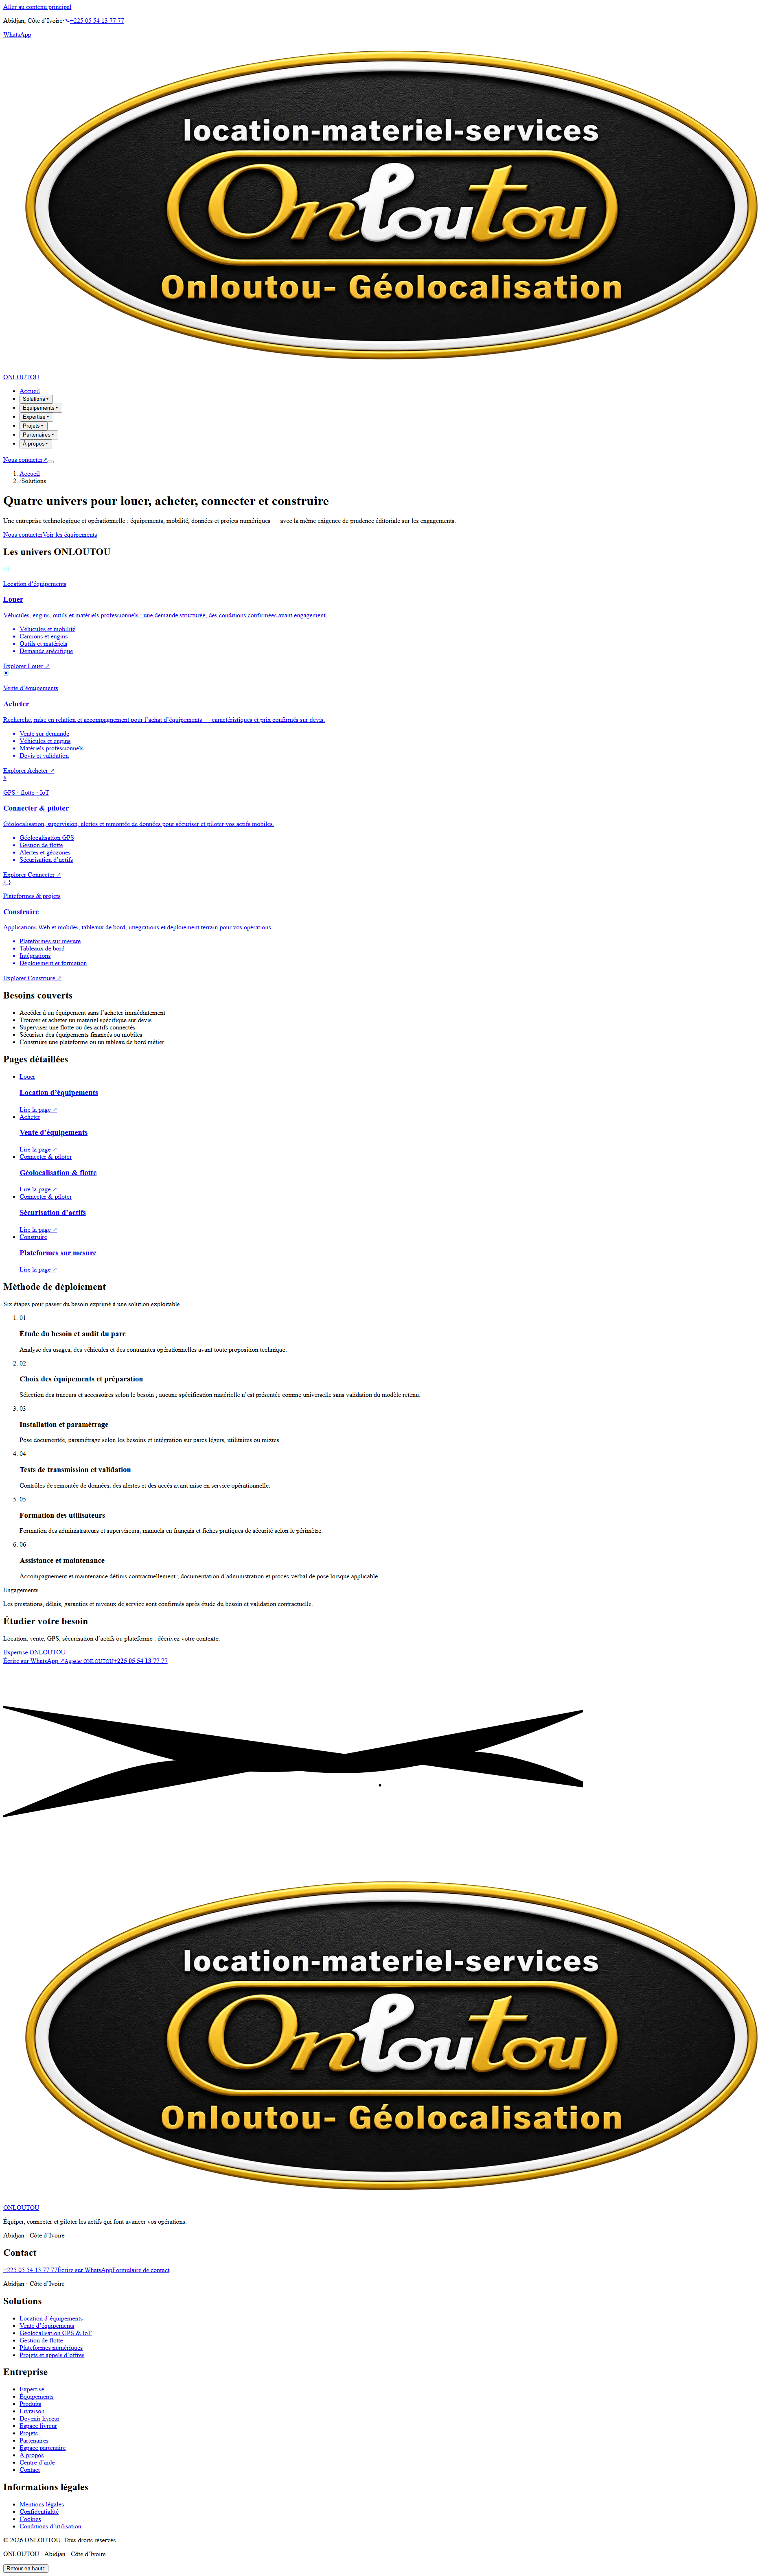 Aller au contenu principal
Abidjan, Côte d'Ivoire 📞+225 05 54 13 77 77
WhatsApp
location-materiel-services
Onloutou
Onloutou- Géolocalisation
ONLOUTOU
Accueil
Solutions▾
Équipements▾
Expertise▾
Projets▾
Partenaires▾
À propos▾
Nous contacter↗
1. Accueil
2. /Solutions
Quatre univers pour louer, acheter, connecter et construire
Une entreprise technologique et opérationnelle : équipements, mobilité, données et projets numériques — avec la même exigence de prudence éditoriale sur les engagements.
Nous contacterVoir les équipements
Les univers ONLOUTOU
Location d'équipements
Louer
Véhicules, engins, outils et matériels professionnels : une demande structurée, des conditions confirmées avant engagement.
Véhicules et mobilité
Camions et engins
Outils et matériels
Demande spécifique
Explorer Louer ↗
▣
Vente d'équipements
Acheter
Recherche, mise en relation et accompagnement pour l'achat d'équipements — caractéristiques et prix confirmés sur devis.
Vente sur demande
Véhicules et engins
Matériels professionnels
Devis et validation
Explorer Acheter ↗
GPS · flotte · IoT
Connecter & piloter
Géolocalisation, supervision, alertes et remontée de données pour sécuriser et piloter vos actifs mobiles.
Géolocalisation GPS
Gestion de flotte
Alertes et géozones
Sécurisation d'actifs
Explorer Connecter ↗
{ }
Plateformes & projets
Construire
Applications Web et mobiles, tableaux de bord, intégrations et déploiement terrain pour vos opérations.
Plateformes sur mesure
Tableaux de bord
Intégrations
Déploiement et formation
Explorer Construire ↗
Besoins couverts
Accéder à un équipement sans l'acheter immédiatement
Trouver et acheter un matériel spécifique sur devis
Superviser une flotte ou des actifs connectés
Sécuriser des équipements financés ou mobiles
Construire une plateforme ou un tableau de bord métier
Pages détaillées
Louer
Location d'équipements
Lire la page ↗
Acheter
Vente d'équipements
Lire la page ↗
Connecter & piloter
Géolocalisation & flotte
Lire la page ↗
Connecter & piloter
Sécurisation d'actifs
Lire la page ↗
Construire
Plateformes sur mesure
Lire la page ↗
Méthode de déploiement
Six étapes pour passer du besoin exprimé à une solution exploitable.
1. 01
Étude du besoin et audit du parc
Analyse des usages, des véhicules et des contraintes opérationnelles avant toute proposition technique.
2. 02
Choix des équipements et préparation
Sélection des traceurs et accessoires selon le besoin ; aucune spécification matérielle n'est présentée comme universelle sans validation du modèle retenu.
3. 03
Installation et paramétrage
Pose documentée, paramétrage selon les besoins et intégration sur parcs légers, utilitaires ou mixtes.
4. 04
Tests de transmission et validation
Contrôles de remontée de données, des alertes et des accès avant mise en service opérationnelle.
5. 05
Formation des utilisateurs
Formation des administrateurs et superviseurs, manuels en français et fiches pratiques de sécurité selon le périmètre.
6. 06
Assistance et maintenance
Accompagnement et maintenance définis contractuellement ; documentation d'administration et procès-verbal de pose lorsque applicable.
Engagements
Les prestations, délais, garanties et niveaux de service sont confirmés après étude du besoin et validation contractuelle.
Étudier votre besoin
Location, vente, GPS, sécurisation d'actifs ou plateforme : décrivez votre contexte.
Expertise ONLOUTOU
Écrire sur WhatsApp ↗Appeler ONLOUTOU+225 05 54 13 77 77
location-materiel-services
Onloutou
Onloutou- Géolocalisation
ONLOUTOU
Équiper, connecter et piloter les actifs qui font avancer vos opérations.
Abidjan · Côte d'Ivoire
Contact
+225 05 54 13 77 77Écrire sur WhatsAppFormulaire de contact
Abidjan · Côte d'Ivoire
Solutions
Location d'équipements
Vente d'équipements
Géolocalisation GPS & IoT
Gestion de flotte
Plateformes numériques
Projets et appels d'offres
Entreprise
Expertise
Équipements
Produits
Livraison
Devenir livreur
Espace livreur
Projets
Partenaires
Espace partenaire
À propos
Centre d'aide
Contact
Informations légales
Mentions légales
Confidentialité
Cookies
Conditions d'utilisation
© 2026 ONLOUTOU. Tous droits réservés.
ONLOUTOU · Abidjan · Côte d'Ivoire
Retour en haut↑